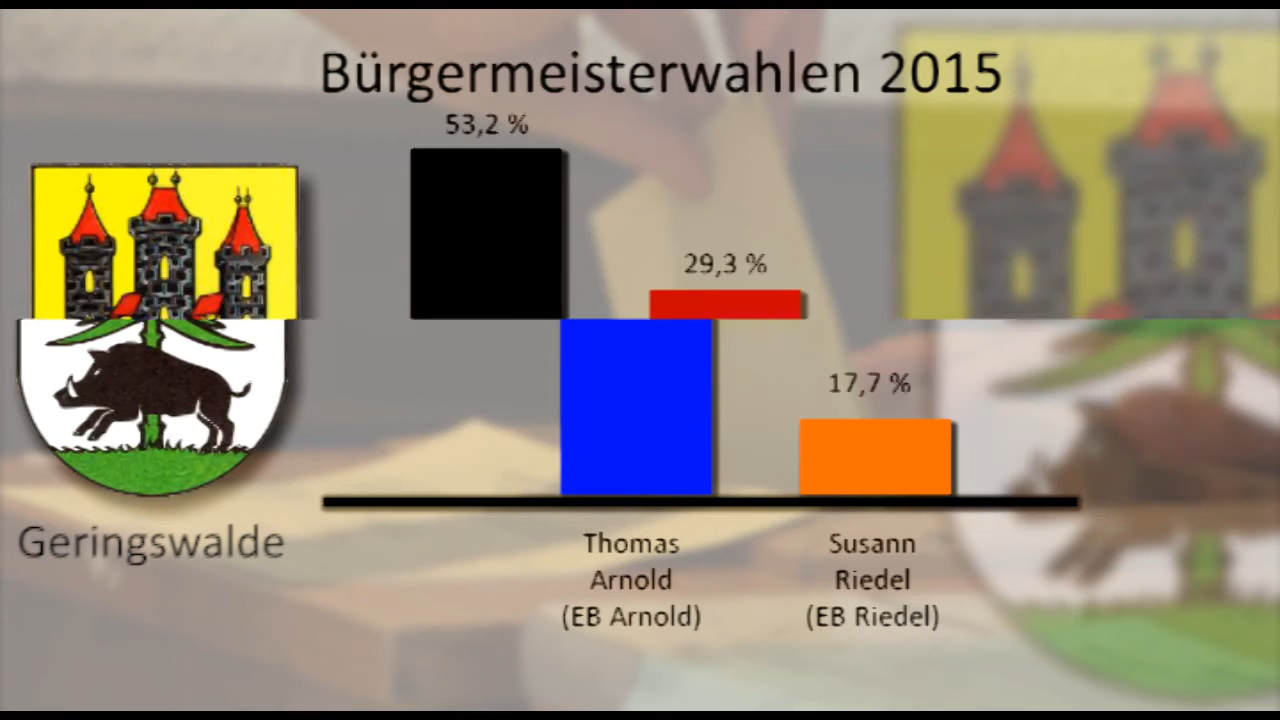 Bürgermeisterwahlen 2015
53,2 %
29,3 %
17,7 %
Geringswalde
Thomas
Arnold
(EB Arnold)
Susann
Riedel
(EB Riedel)